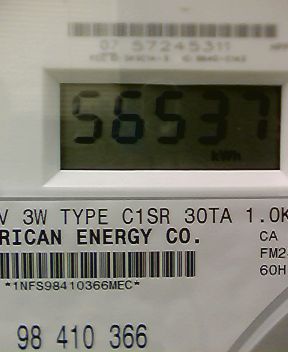 07 57245311
56537
kWh
V 3W TYPE C1SR 30TA 1.0K
RICAN ENERGY CO.
CA
FM2
*1NFS98410366MEC*
60H
98 410 366